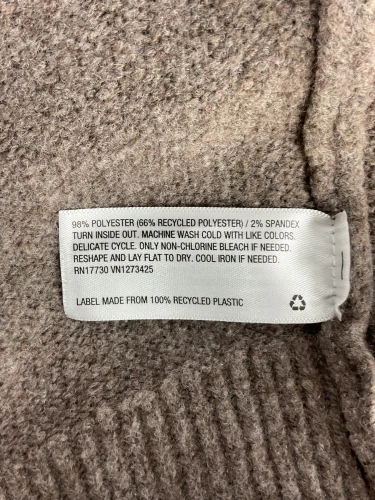 98% POLYESTER (66% RECYCLED POLYESTER) / 2% SPANDEX
TURN INSIDE OUT. MACHINE WASH COLD WITH LIKE COLORS.
DELICATE CYCLE. ONLY NON-CHLORINE BLEACH IF NEEDED.
RESHAPE AND LAY FLAT TO DRY. COOL IRON IF NEEDED.
RN17730 VN1273425
LABEL MADE FROM 100% RECYCLED PLASTIC